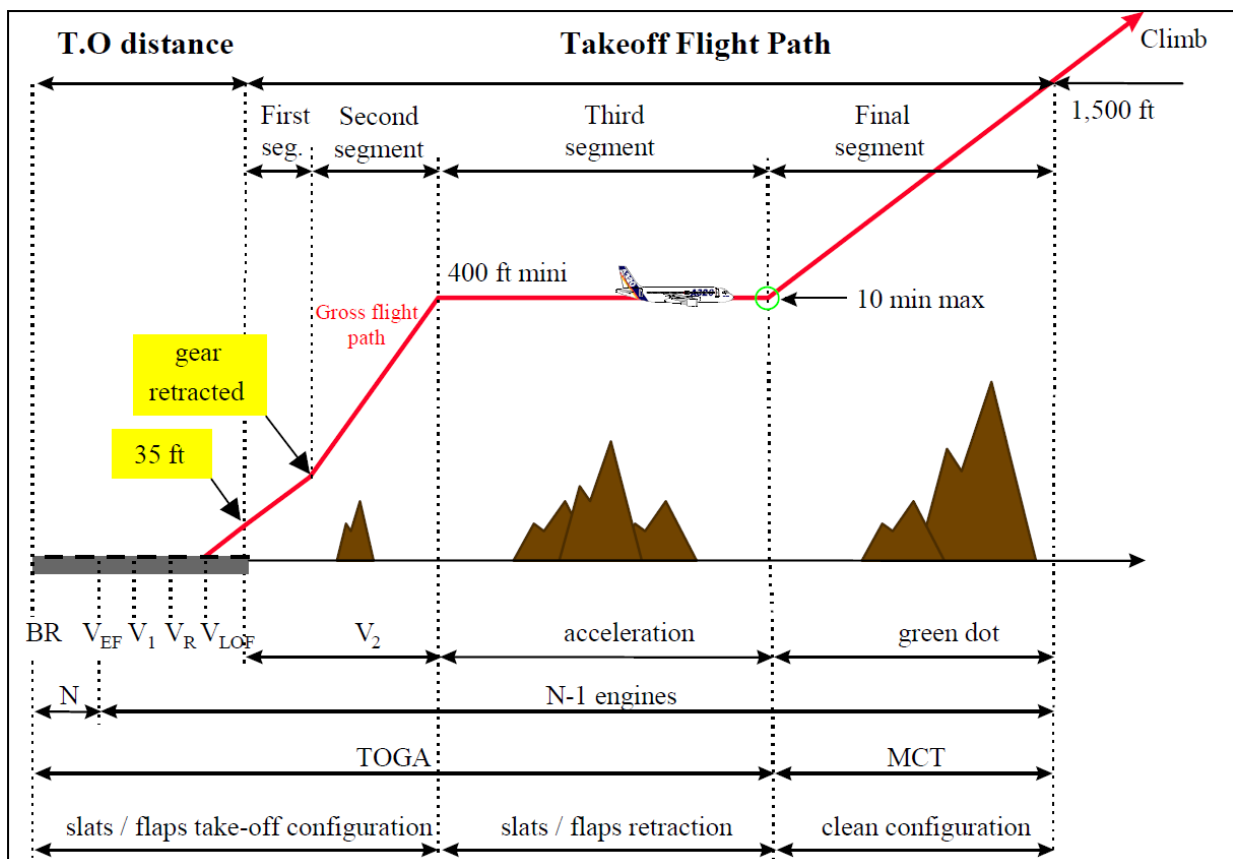 T.O distance
Takeoff Flight Path
Climb
1,500 ft
First
seg.
Second
segment
Third
segment
Final
segment
400 ft mini
10 min max
Gross flight
path
gear
retracted
35 ft
BR VEF V1 VR VLOF
V2
acceleration
green dot
N
N-1 engines
TOGA
MCT
slats / flaps take-off configuration
slats / flaps retraction
clean configuration